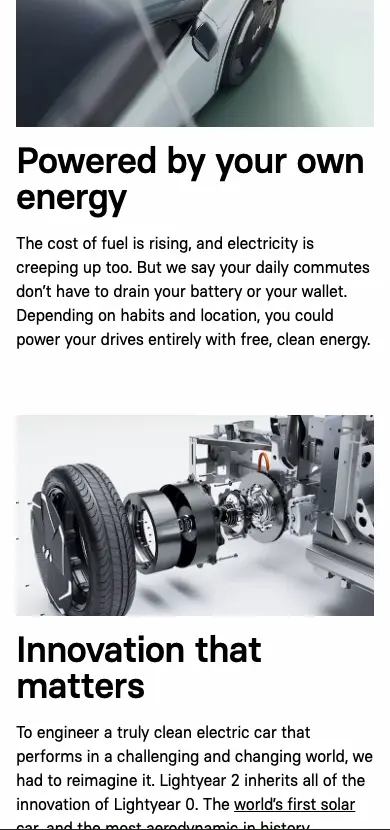 Powered by your own
energy
The cost of fuel is rising, and electricity is
creeping up too. But we say your daily commutes
don’t have to drain your battery or your wallet.
Depending on habits and location, you could
power your drives entirely with free, clean energy.
Innovation that
matters
To engineer a truly clean electric car that
performs in a challenging and changing world, we
had to reimagine it. Lightyear 2 inherits all of the
innovation of Lightyear 0. The world’s first solar
car, and the most aerodynamic in history